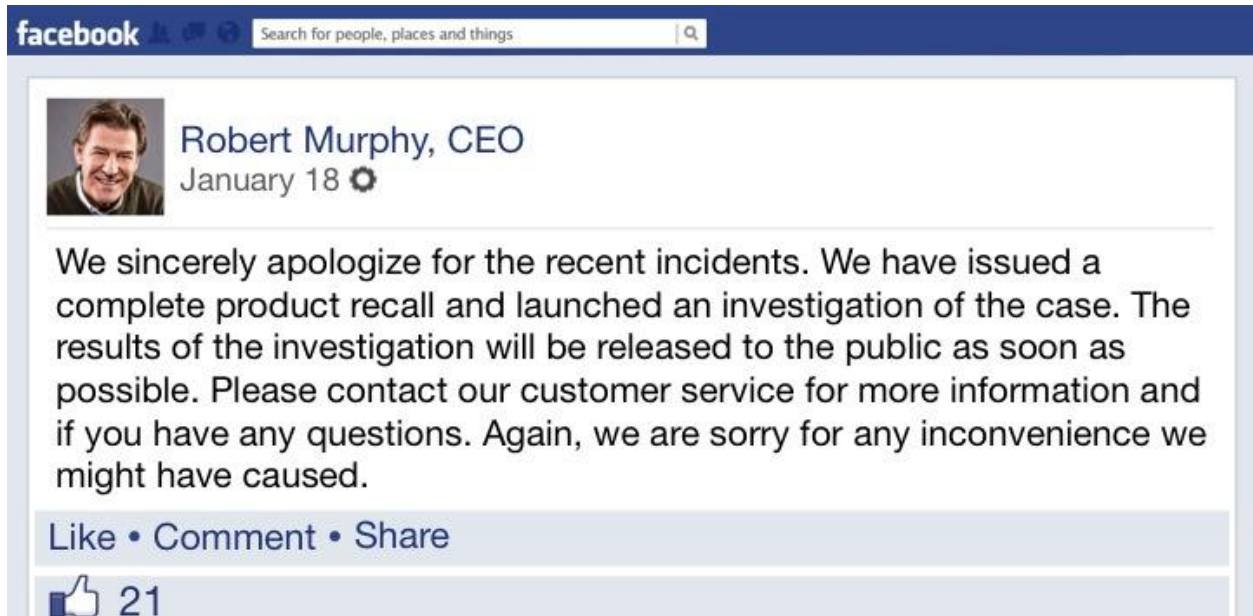 facebook Search for people, places and things
Robert Murphy, CEO
January 18
We sincerely apologize for the recent incidents. We have issued a
complete product recall and launched an investigation of the case. The
results of the investigation will be released to the public as soon as
possible. Please contact our customer service for more information and
if you have any questions. Again, we are sorry for any inconvenience we
might have caused.
Like • Comment • Share
21